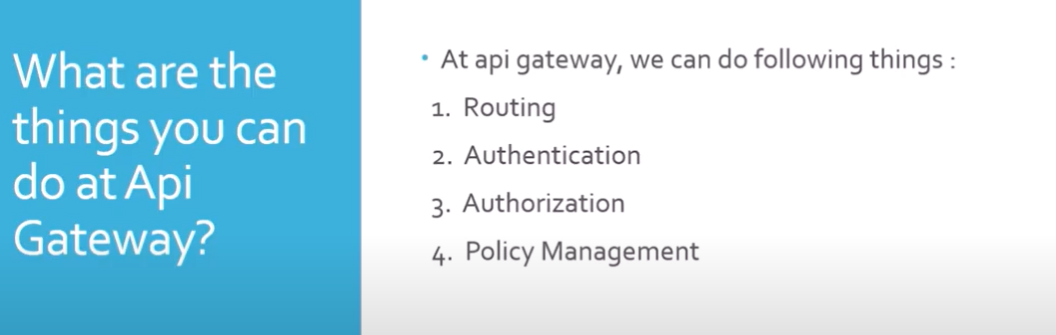 What are the
things you can
do at Api
Gateway?
• At api gateway, we can do following things :
1. Routing
2. Authentication
3. Authorization
4. Policy Management